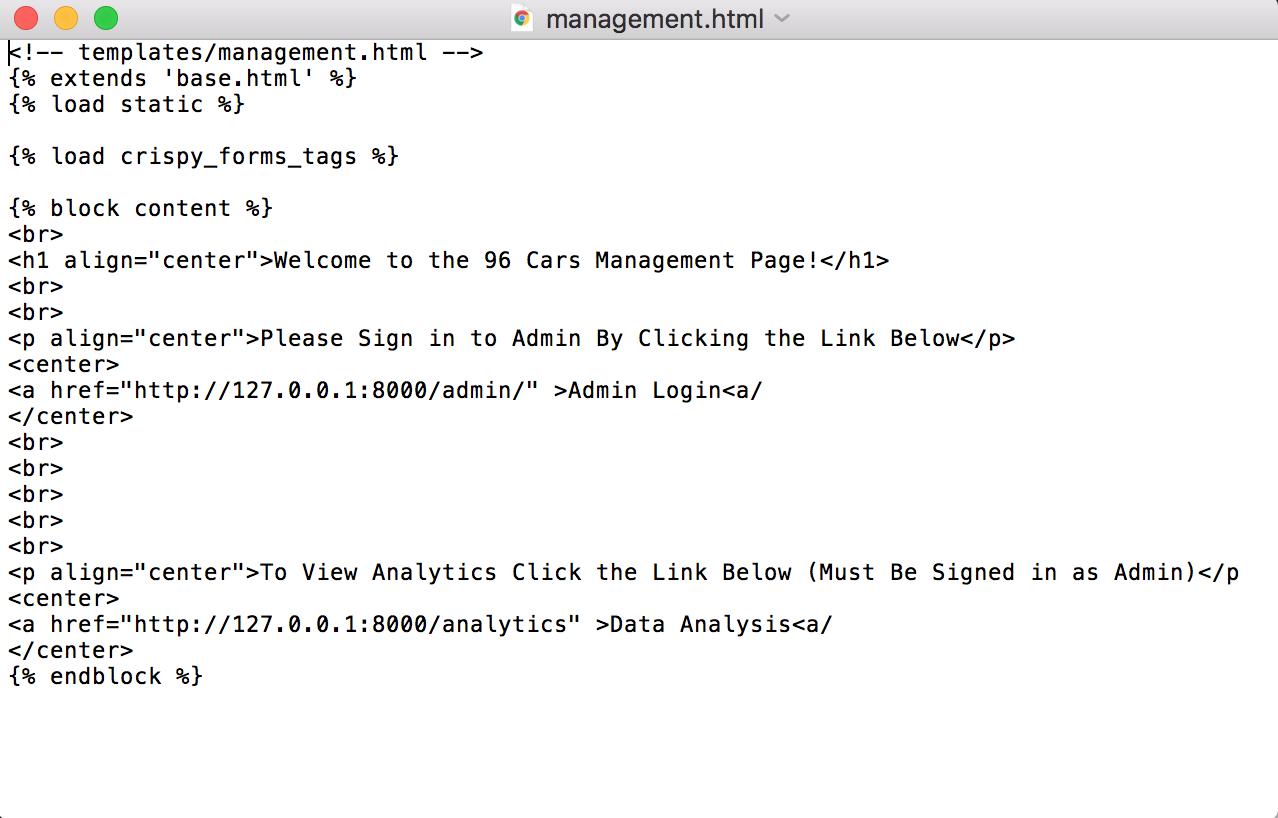 management.html
<!-- templates/management.html -->
{% extends 'base.html' %}
{% load static %}
{% load crispy_forms_tags %}
{% block content %}
<br>
<h1 align="center">Welcome to the 96 Cars Management Page!</h1>
<br>
<br>
<p align="center">Please Sign in to Admin By Clicking the Link Below</p>
<center>
<a href="http://127.0.0.1:8000/admin/" >Admin Login<a/
</center>
<br>
<br>
<br>
<br>
<br>
<p align="center">To View Analytics Click the Link Below (Must Be Signed in as Admin)</p
<center>
<a href="http://127.0.0.1:8000/analytics" >Data Analysis<a/
</center>
{% endblock %}